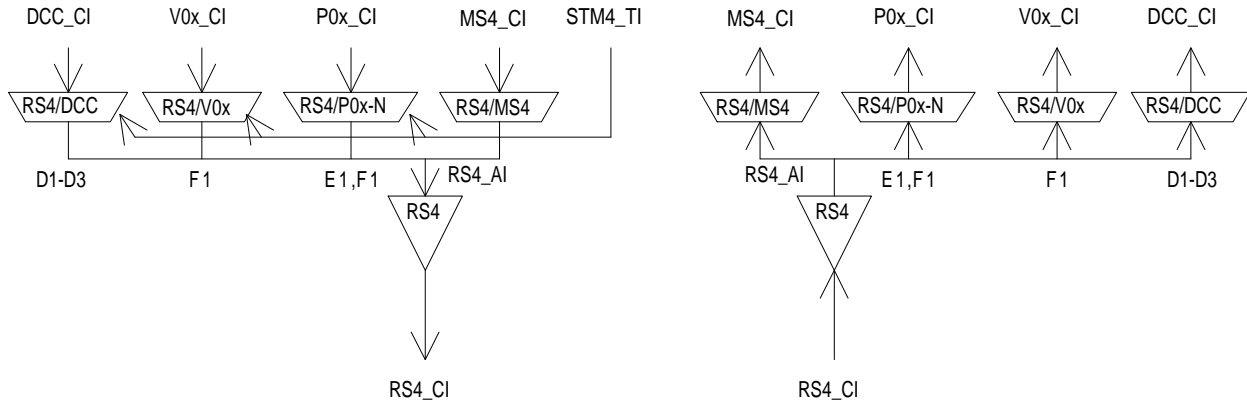 DCC_CI V0x_CI P0x_CI MS4_CI STM4_TI MS4_CI P0x_CI V0x_CI DCC_CI
RS4/DCC RS4/V0x RS4/P0x-N RS4/MS4 RS4/MS4 RS4/P0x-N RS4/V0x RS4/DCC
D1-D3 F1 E1,F1 RS4_AI RS4_AI E1,F1 F1 D1-D3
RS4 RS4
RS4_CI RS4_CI